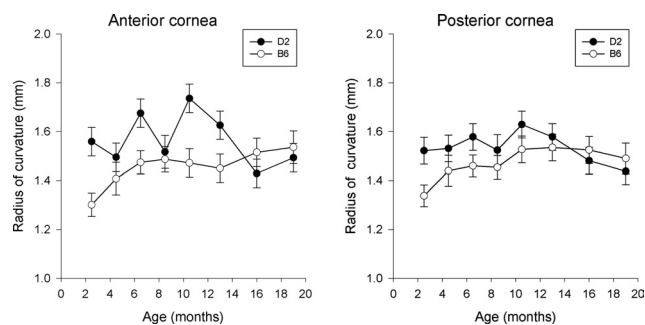 Anterior cornea
D2
B6
Radius of curvature (mm)
2.0
1.8
1.6
1.4
1.2
1.0
0 2 4 6 8 10 12 14 16 18 20
Age (months)
Posterior cornea
D2
B6
Radius of curvature (mm)
2.0
1.8
1.6
1.4
1.2
1.0
0 2 4 6 8 10 12 14 16 18 20
Age (months)